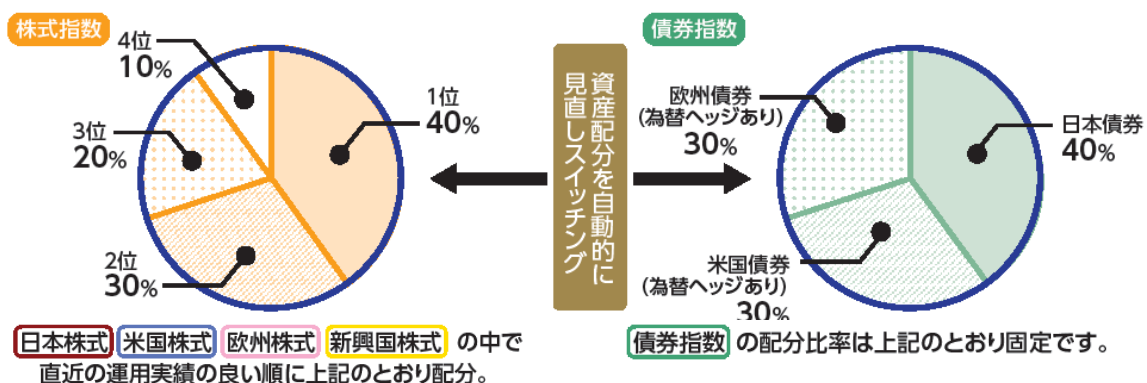 株式指数
4位
10%
1位
40%
3位
20%
2位
30%
日本株式 米国株式 欧州株式 新興国株式 の中で
直近の運用実績の良い順に上記のとおり配分。
資産配分を自動的に
見直しスイッチング
債券指数
欧州債券
(為替ヘッジあり)
30%
日本債券
40%
米国債券
(為替ヘッジあり)
30%
債券指数 の配分比率は上記のとおり固定です。